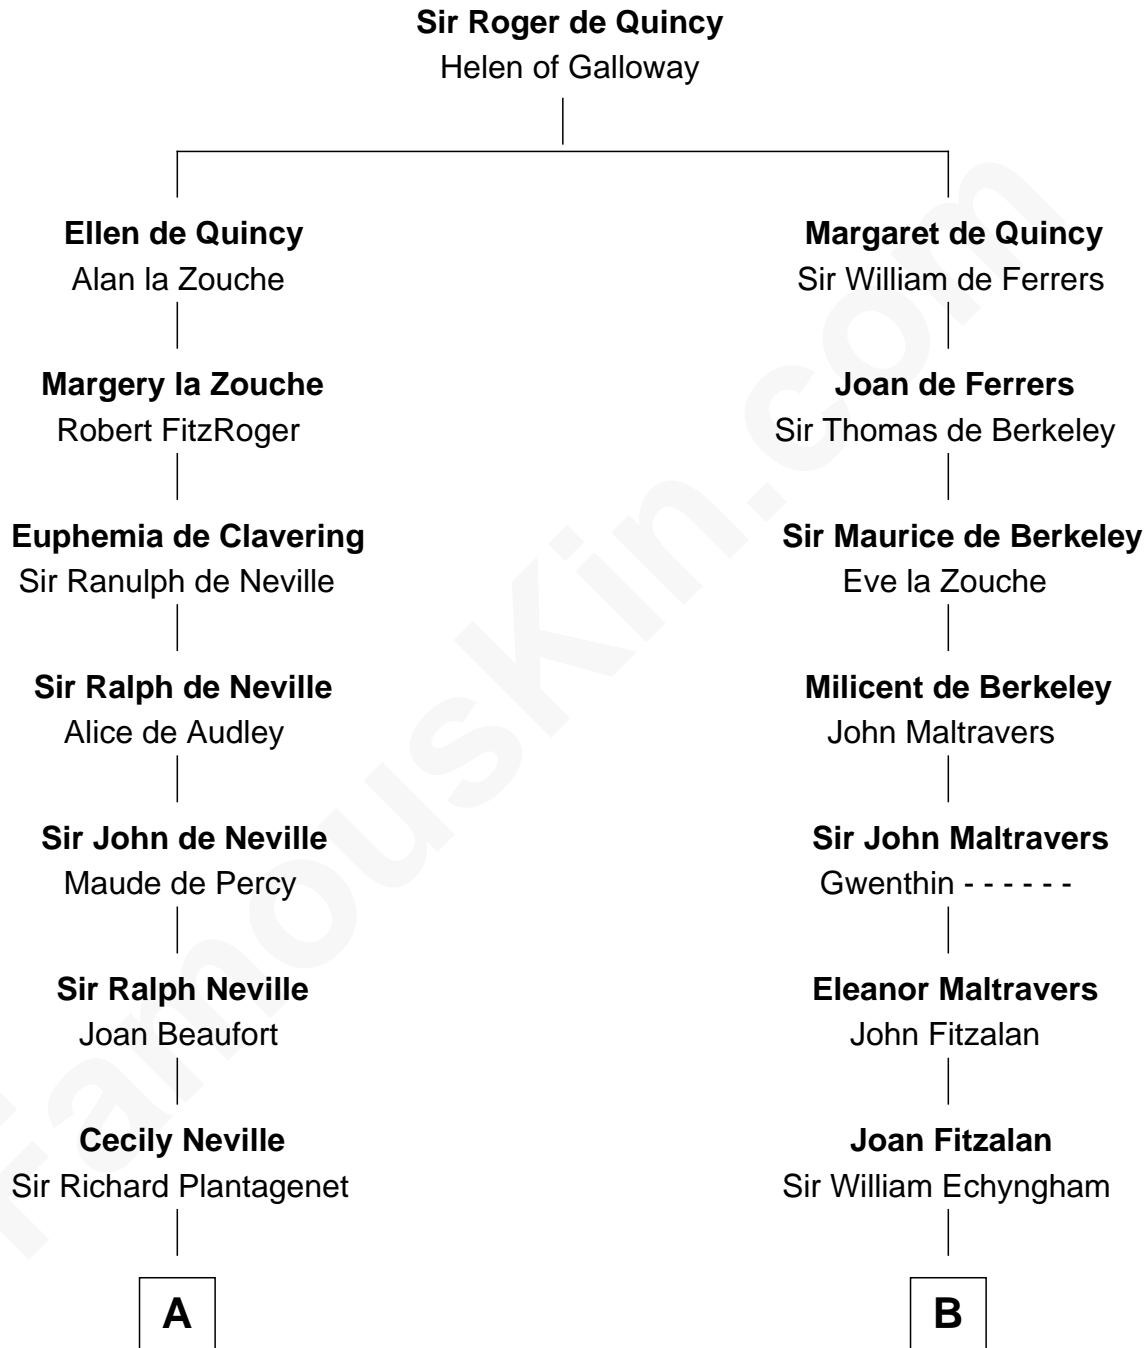 Sir Roger de Quincy
Helen of Galloway
Ellen de Quincy
Alan la Zouche
Margaret de Quincy
Sir William de Ferrers
Margery la Zouche
Robert FitzRoger
Joan de Ferrers
Sir Thomas de Berkeley
Euphemia de Clavering
Sir Ranulph de Neville
Sir Maurice de Berkeley
Eve la Zouche
Sir Ralph de Neville
Alice de Audley
Milicent de Berkeley
John Maltravers
Sir John de Neville
Maude de Percy
Sir John Maltravers
Gwenthin - - - - - -
Sir Ralph Neville
Joan Beaufort
Eleanor Maltravers
John Fitzalan
Cecily Neville
Sir Richard Plantagenet
Joan Fitzalan
Sir William Echyngham
A
B
FamousKin.com